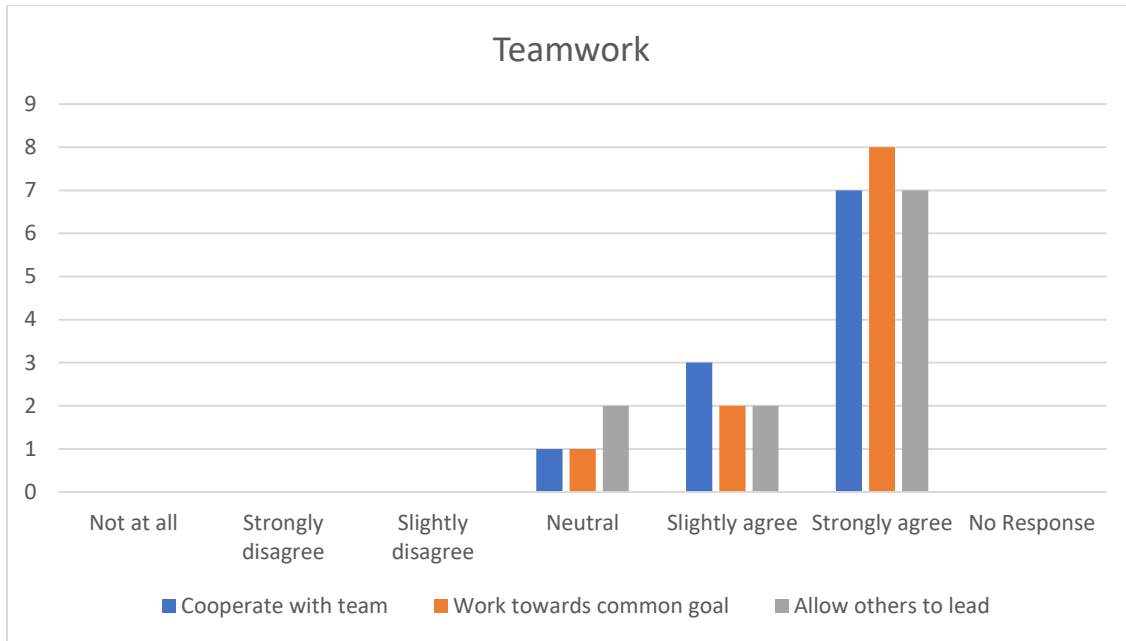 Teamwork
9
8
7
6
5
4
3
2
1
0
Not at all
Strongly
disagree
Slightly
disagree
Neutral
Slightly agree
Strongly agree
No Response
Cooperate with team
Work towards common goal
Allow others to lead